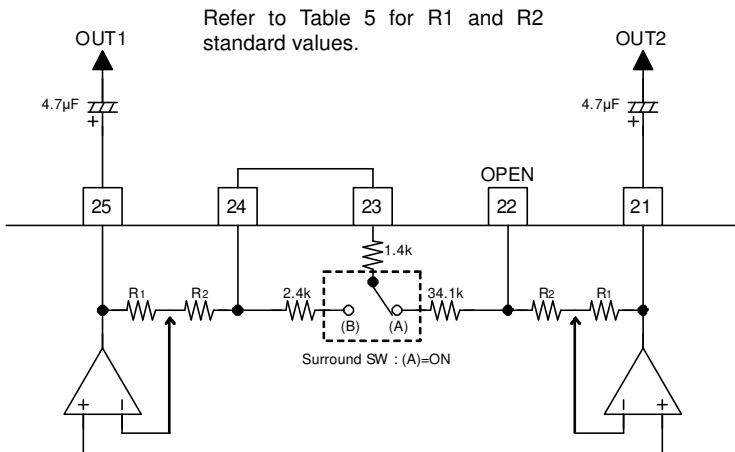 Refer to Table 5 for R1 and R2
standard values.
OUT1
OUT2
4.7µF
+
4.7µF
+
OPEN
25
24
23
22
21
1.4k
R1
R2
2.4k
34.1k
R2
R1
(B)
(A)
Surround SW : (A)=ON
+
−
−
+